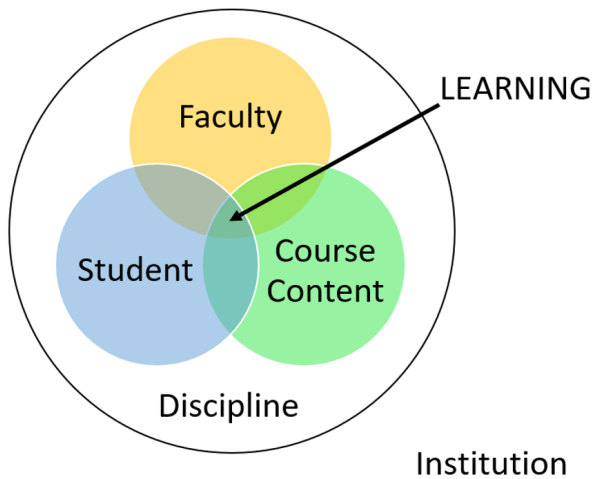 LEARNING
Faculty
Student
Course
Content
Discipline
Institution